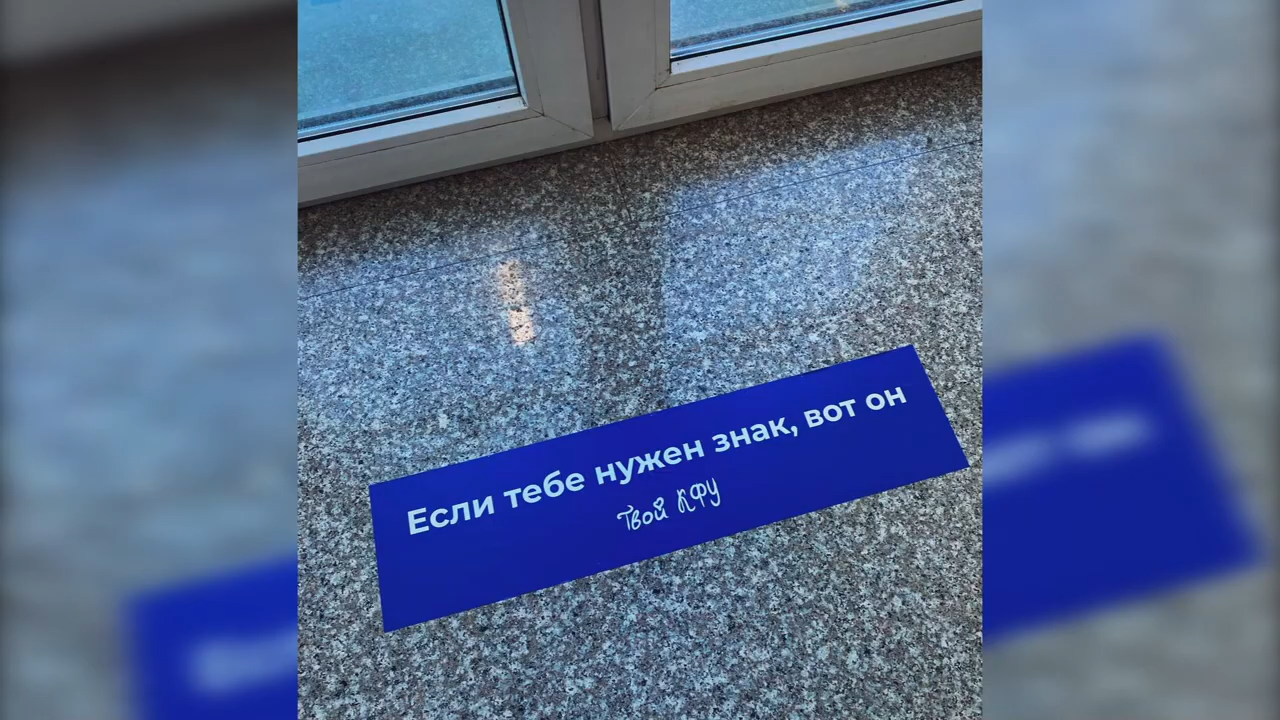 Если тебе нужен знак, вот он
Твой КФУ